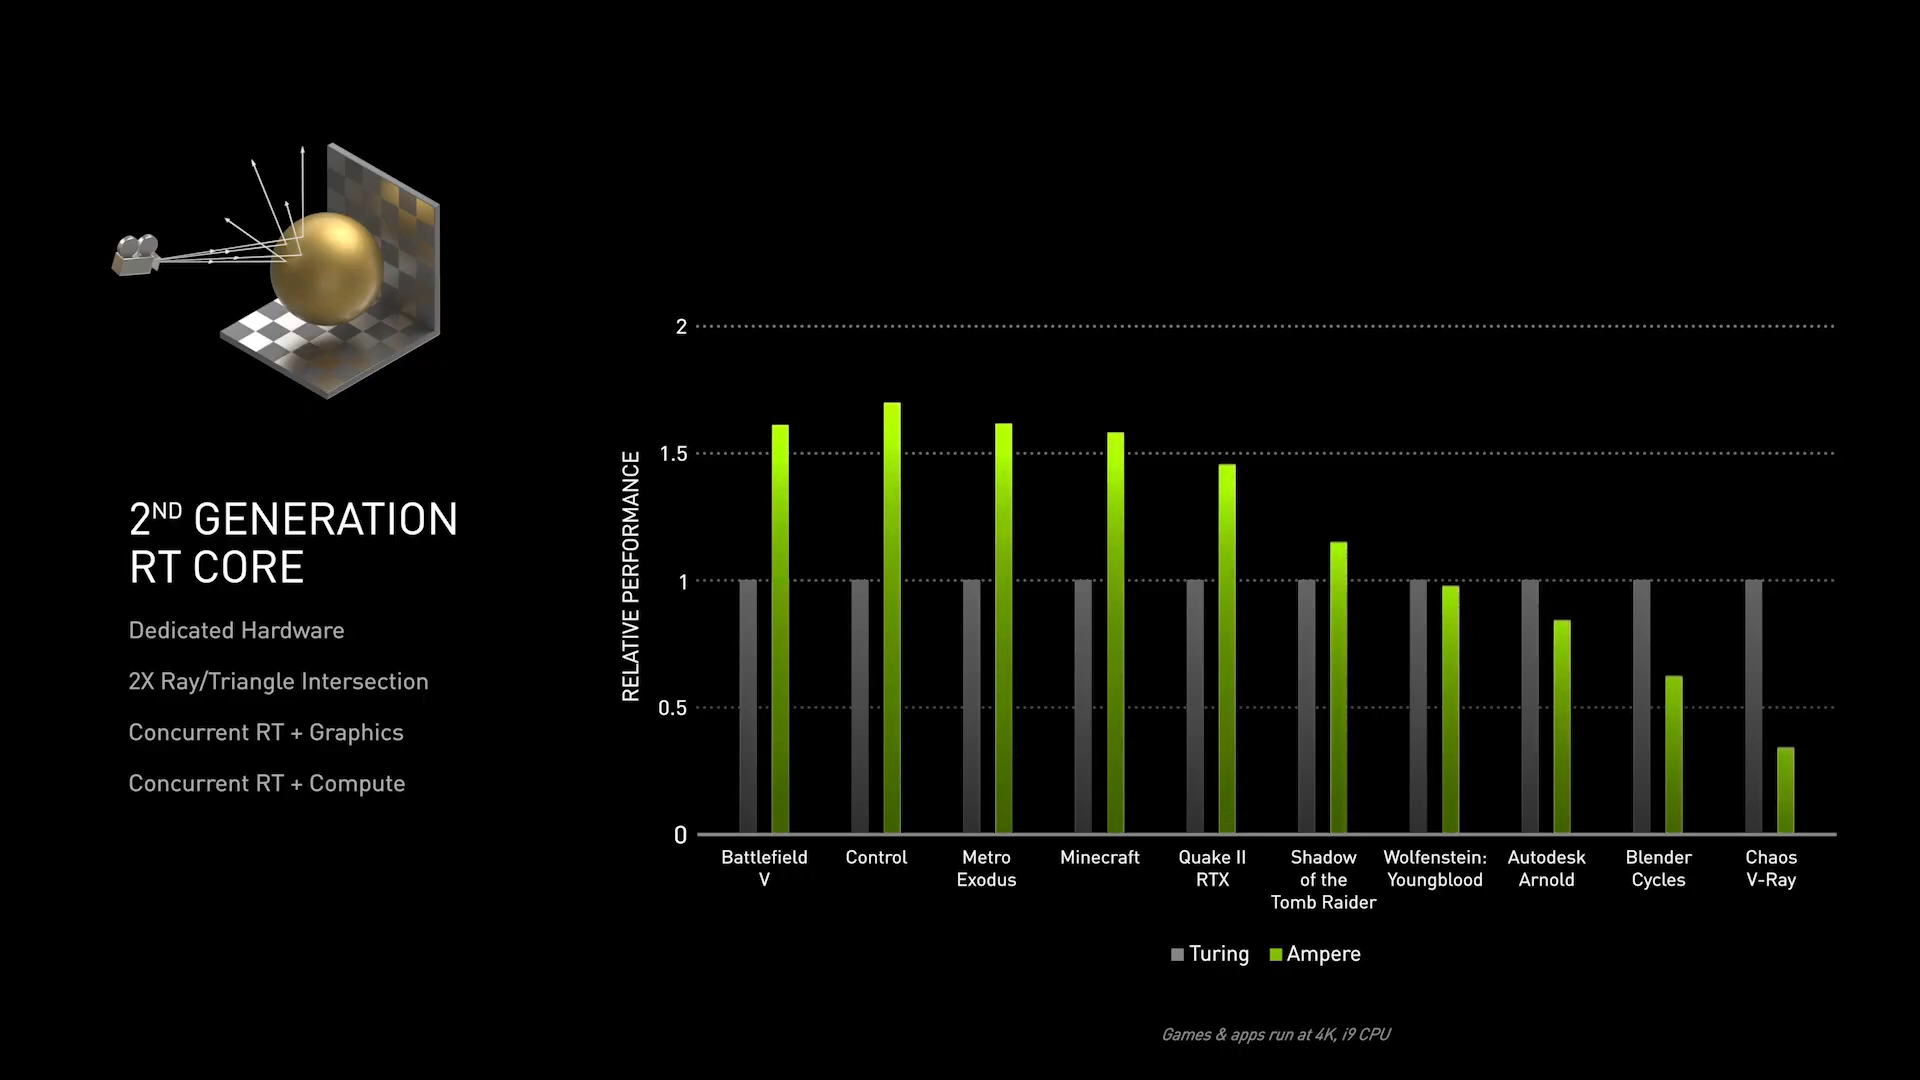 2ND GENERATION
RT CORE
Dedicated Hardware
2X Ray/Triangle Intersection
Concurrent RT + Graphics
Concurrent RT + Compute
RELATIVE PERFORMANCE
2
1.5
1
0.5
0
Battlefield
V
Control
Metro
Exodus
Minecraft
Quake II
RTX
Shadow
of the
Tomb Raider
Wolfenstein:
Youngblood
Autodesk
Arnold
Blender
Cycles
Chaos
V-Ray
Turing
Ampere
Games & apps run at 4K, i9 CPU